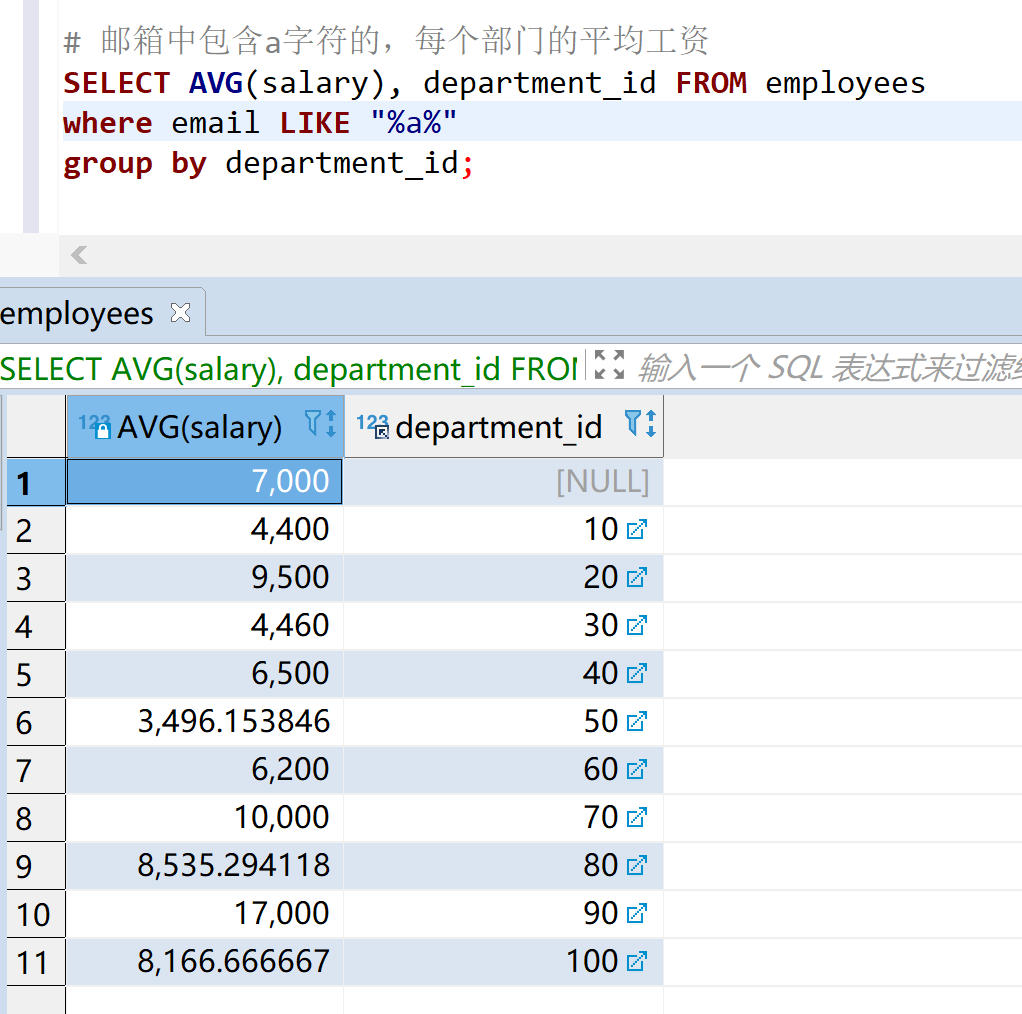 # 邮箱中包含a字符的，每个部门的平均工资
SELECT AVG(salary), department_id FROM employees
where email LIKE "%a%"
group by department_id;
employees
SELECT AVG(salary), department_id FROM 输入一个 SQL 表达式来过滤结
123 AVG(salary) 123 department_id
1 7,000 [NULL]
2 4,400 10
3 9,500 20
4 4,460 30
5 6,500 40
6 3,496.153846 50
7 6,200 60
8 10,000 70
9 8,535.294118 80
10 17,000 90
11 8,166.666667 100